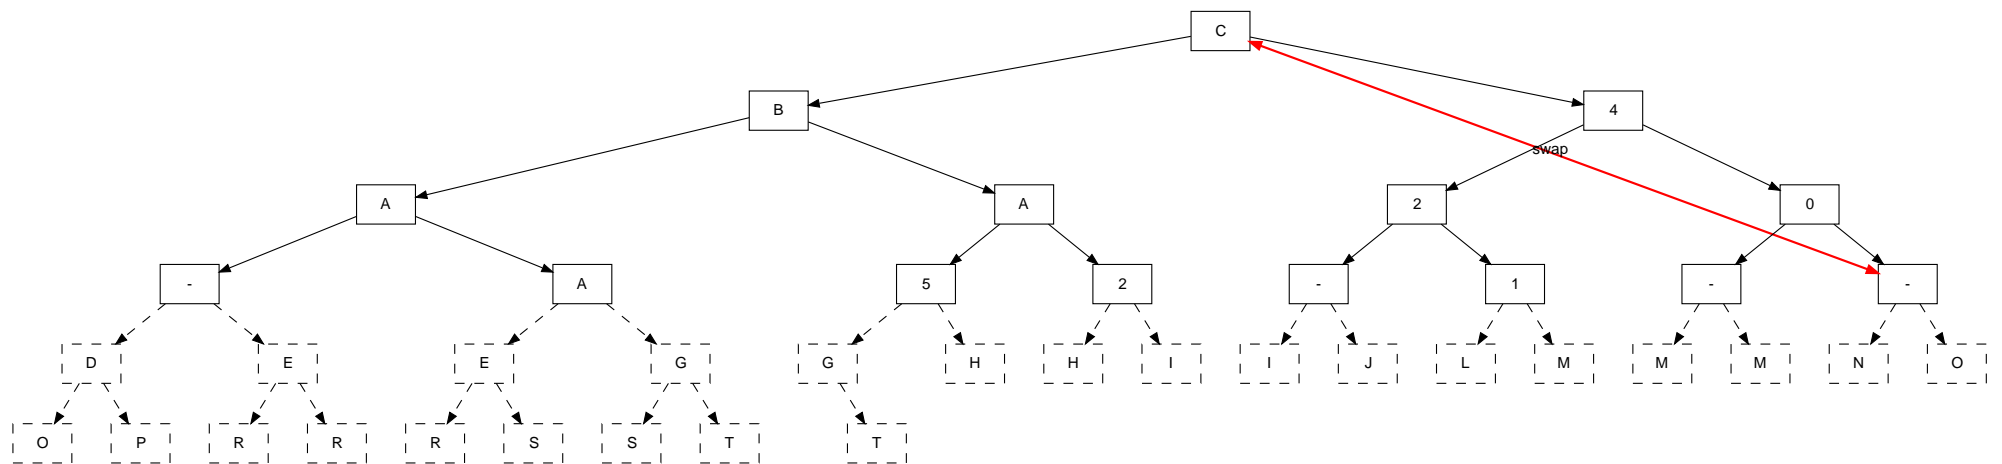 C
B 4
swap
A A 2 0
- A 5 2 - 1 - -
D E E G G H H I I J L M M M N O
O P R R R S S T T